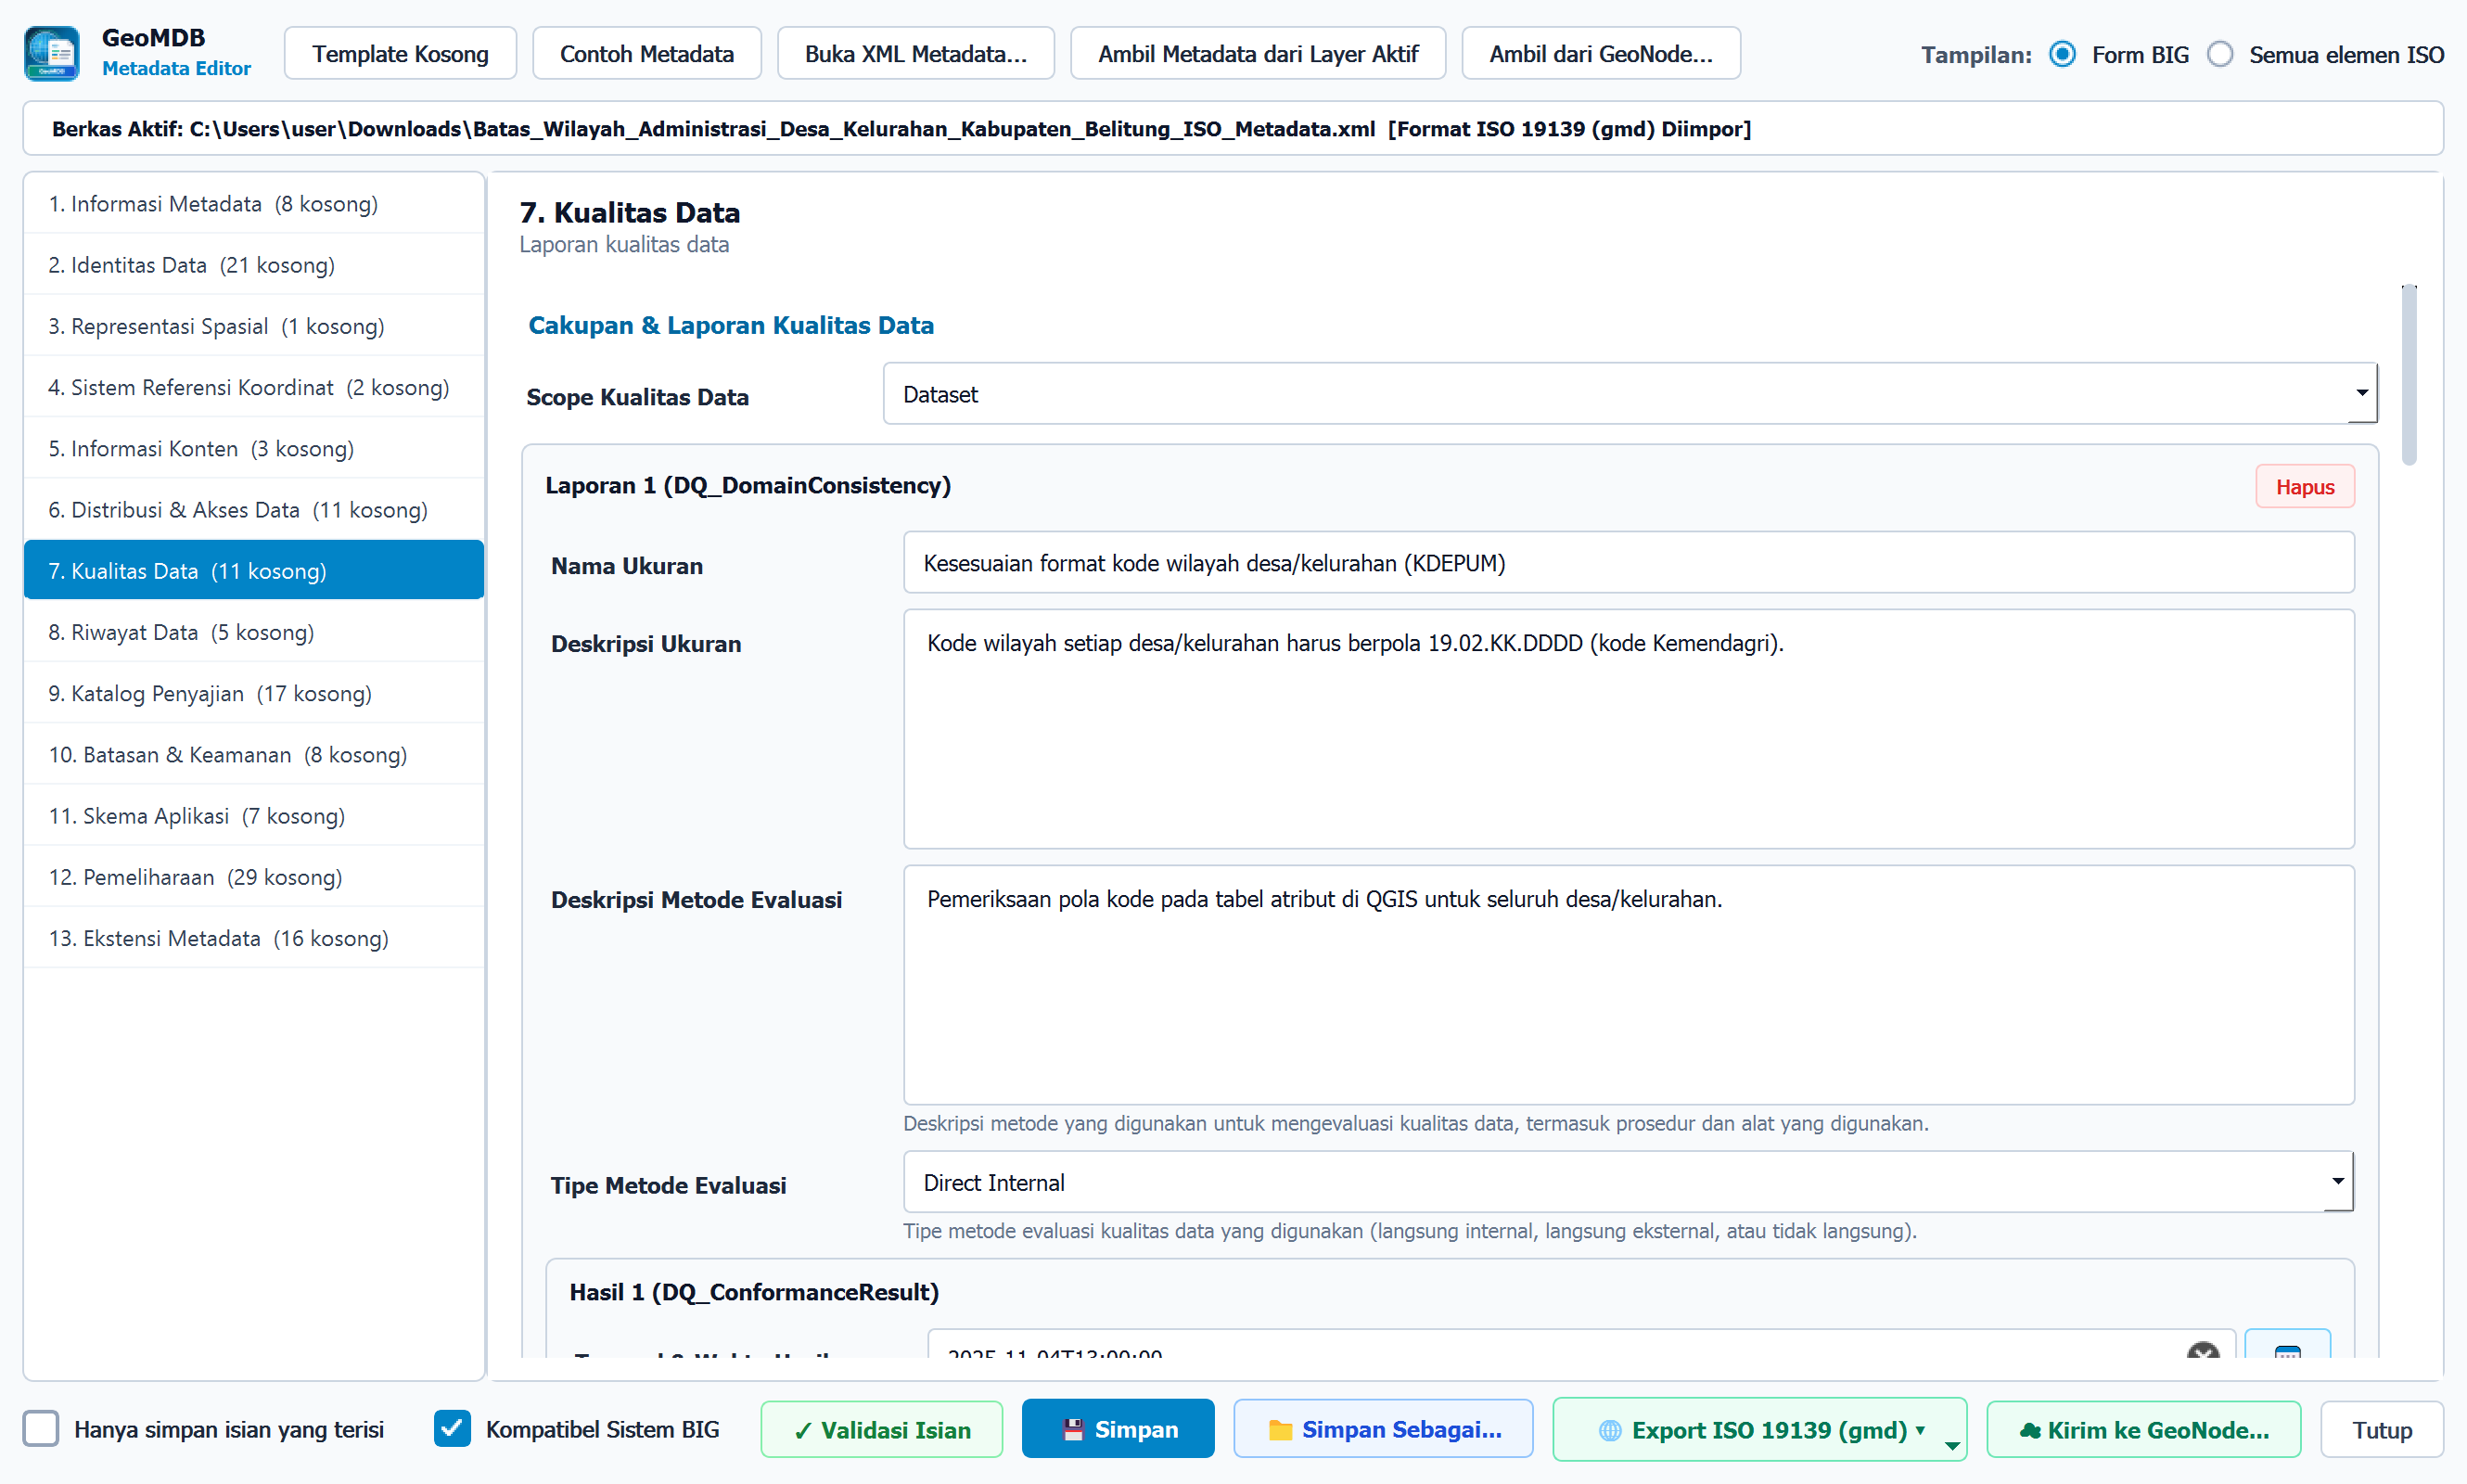 GeoMDB
Metadata Editor
Template Kosong
Contoh Metadata
Buka XML Metadata...
Ambil Metadata dari Layer Aktif
Ambil dari GeoNode...
Tampilan:
Form BIG
Semua elemen ISO
Berkas Aktif: C:\Users\user\Downloads\Batas_Wilayah_Administrasi_Desa_Kelurahan_Kabupaten_Belitung_ISO_Metadata.xml [Format ISO 19139 (gmd) Diimpor]
1. Informasi Metadata (8 kosong)
2. Identitas Data (21 kosong)
3. Representasi Spasial (1 kosong)
4. Sistem Referensi Koordinat (2 kosong)
5. Informasi Konten (3 kosong)
6. Distribusi & Akses Data (11 kosong)
7. Kualitas Data (11 kosong)
8. Riwayat Data (5 kosong)
9. Katalog Penyajian (17 kosong)
10. Batasan & Keamanan (8 kosong)
11. Skema Aplikasi (7 kosong)
12. Pemeliharaan (29 kosong)
13. Ekstensi Metadata (16 kosong)
7. Kualitas Data
Laporan kualitas data
Cakupan & Laporan Kualitas Data
Scope Kualitas Data
Dataset
Laporan 1 (DQ_DomainConsistency)
Hapus
Nama Ukuran
Kesesuaian format kode wilayah desa/kelurahan (KDEPUM)
Deskripsi Ukuran
Kode wilayah setiap desa/kelurahan harus berpola 19.02.KK.DDDD (kode Kemendagri).
Deskripsi Metode Evaluasi
Pemeriksaan pola kode pada tabel atribut di QGIS untuk seluruh desa/kelurahan.
Deskripsi metode yang digunakan untuk mengevaluasi kualitas data, termasuk prosedur dan alat yang digunakan.
Tipe Metode Evaluasi
Direct Internal
Tipe metode evaluasi kualitas data yang digunakan (langsung internal, langsung eksternal, atau tidak langsung).
Hasil 1 (DQ_ConformanceResult)
2025-11-04T13:00:00
Hanya simpan isian yang terisi
Kompatibel Sistem BIG
✓ Validasi Isian
Simpan
Simpan Sebagai...
Export ISO 19139 (gmd) ▾
Kirim ke GeoNode...
Tutup